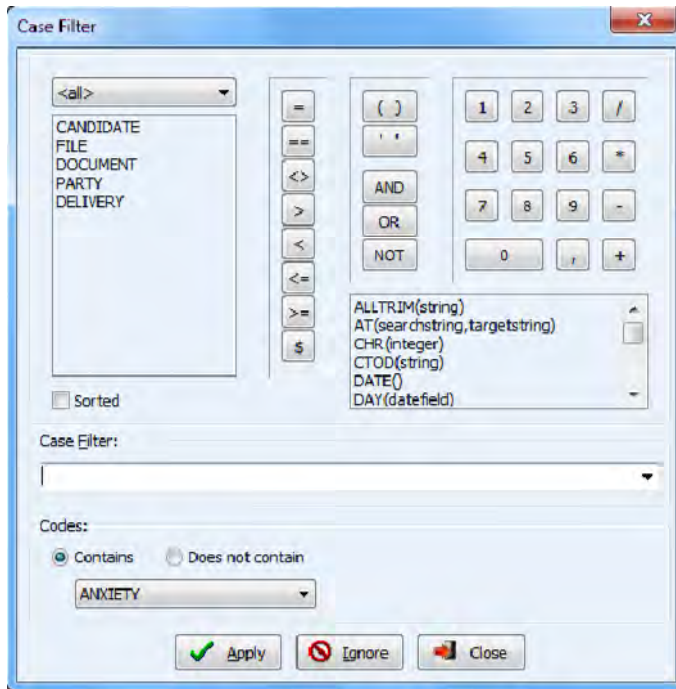 Case Filter
<all>
CANDIDATE
FILE
DOCUMENT
PARTY
DELIVERY
Sorted
=
==
<>
>
<
<=
>=
$
( )
' '
AND
OR
NOT
1 2 3 /
4 5 6 *
7 8 9 -
0 , +
ALLTRIM(string)
AT(searchstring,targetstring)
CHR(integer)
CTOD(string)
DATE()
DAY(datefield)
Case Filter:
Codes:
Contains Does not contain
ANXIETY
Apply Ignore Close